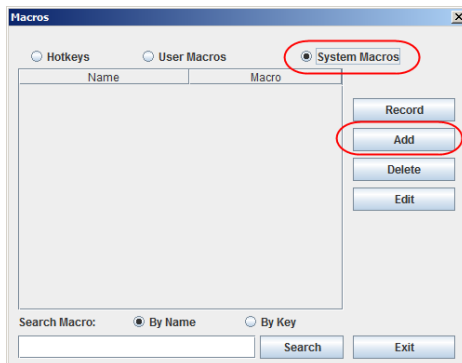 Macros
Hotkeys User Macros System Macros
Name Macro
Record
Add
Delete
Edit
Search Macro: By Name By Key
Search Exit